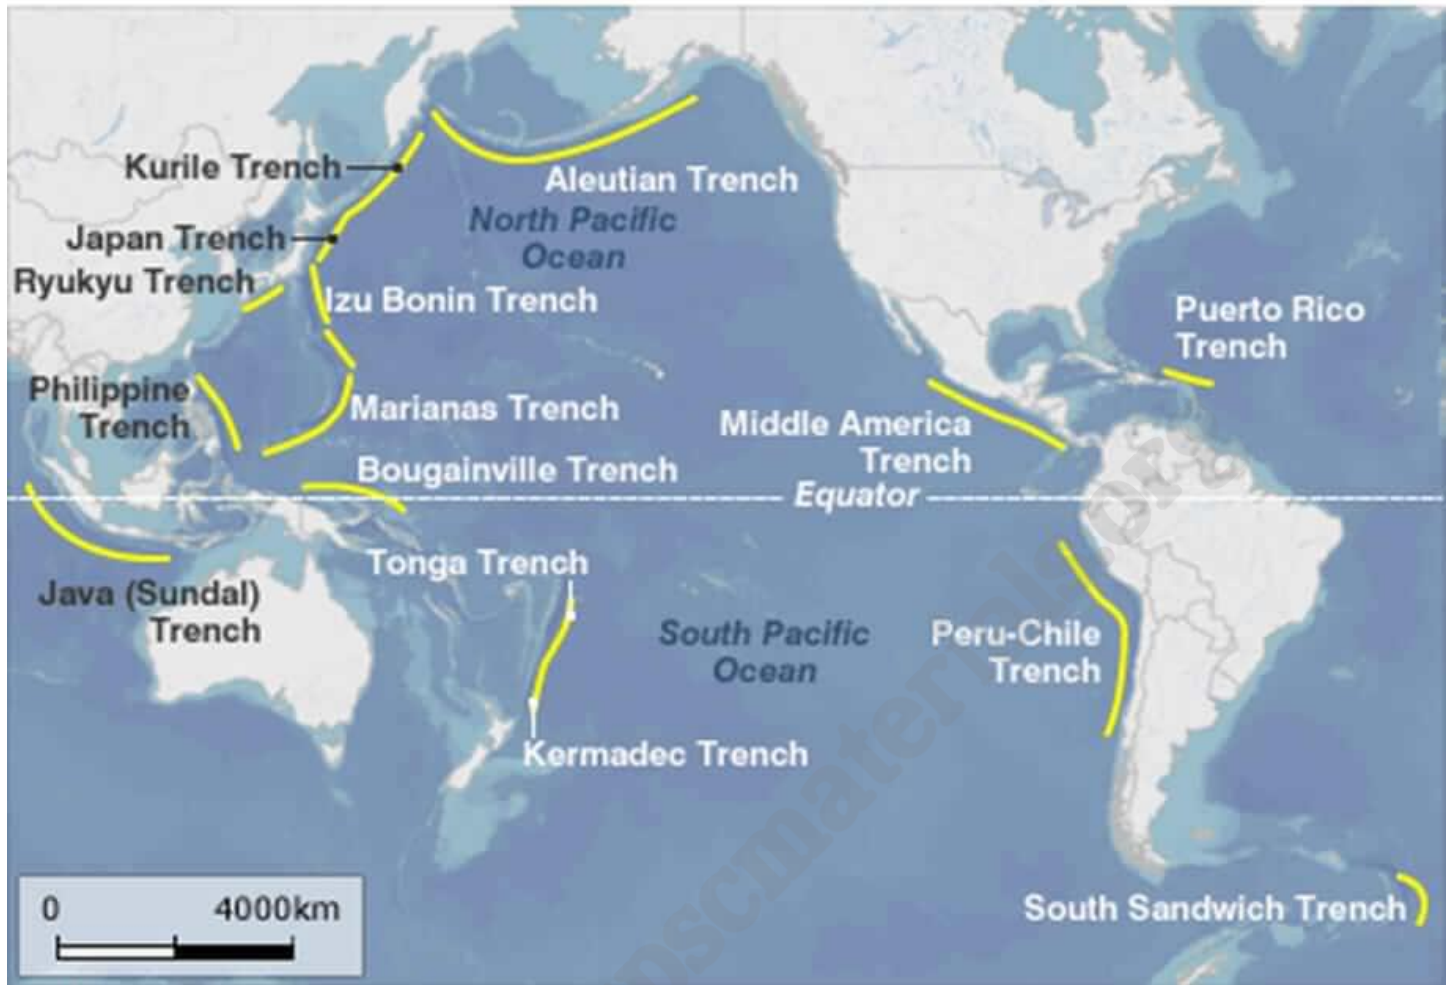 Kurile Trench
Aleutian Trench
North Pacific
Ocean
Japan Trench
Ryukyu Trench
Izu Bonin Trench
Puerto Rico
Trench
Philippine
Trench
Marianas Trench
Middle America
Trench
Bougainville Trench
Equator
Tonga Trench
Java (Sundal)
Trench
South Pacific
Ocean
Peru-Chile
Trench
Kermadec Trench
0 4000km
South Sandwich Trench